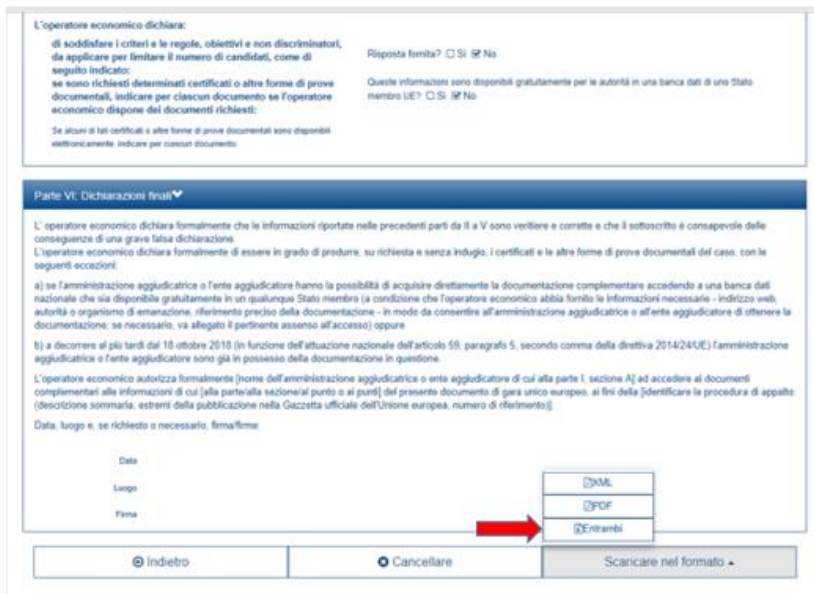 L'operatore economico dichiara:
di soddisfare i criteri e le regole, obiettivi e non discriminatori,
da applicare per limitare il numero di candidati, come di
seguito indicato:
se sono richiesti determinati certificati o altre forme di prove
documentali, indicare per ciascun documento se l'operatore
economico dispone dei documenti richiesti:
Se alcuni di tali certificati o altre forme di prove documentali sono disponibili
elettronicamente, indicare per ciascun documento:
Risposta fornita? ☐ Sì ☑ No
Queste informazioni sono disponibili gratuitamente per le autorità in una banca dati di uno Stato
membro UE? ☐ Sì ☑ No
Parte VI: Dichiarazioni finali
L' operatore economico dichiara formalmente che le informazioni riportate nelle precedenti parti da II a V sono veritiere e corrette e che il sottoscritto è consapevole delle
conseguenze di una grave falsa dichiarazione.
L'operatore economico dichiara formalmente di essere in grado di produrre, su richiesta e senza indugio, i certificati e le altre forme di prove documentali del caso, con le
seguenti eccezioni:
a) se l'amministrazione aggiudicatrice o l'ente aggiudicatore hanno la possibilità di acquisire direttamente la documentazione complementare accedendo a una banca dati
nazionale che sia disponibile gratuitamente in un qualunque Stato membro (a condizione che l'operatore economico abbia fornito le informazioni necessarie - indirizzo web,
autorità o organismo di emanazione, riferimento preciso della documentazione - in modo da consentire all'amministrazione aggiudicatrice o all'ente aggiudicatore di ottenere la
documentazione; se necessario, va allegato il pertinente assenso all'accesso) oppure
b) a decorrere al più tardi dal 18 ottobre 2018 (in funzione dell'attuazione nazionale dell'articolo 59, paragrafo 5, secondo comma della direttiva 2014/24/UE) l'amministrazione
aggiudicatrice o l'ente aggiudicatore sono già in possesso della documentazione in questione.
L'operatore economico autorizza formalmente [nome dell'amministrazione aggiudicatrice o ente aggiudicatore di cui alla parte I, sezione A] ad accedere ai documenti
complementari alle informazioni di cui [alla parte/alla sezione/al punto o ai punti] del presente documento di gara unico europeo, ai fini della [identificare la procedura di appalto:
(descrizione sommaria, estremi della pubblicazione nella Gazzetta ufficiale dell'Unione europea, numero di riferimento)].
Data, luogo e, se richiesto o necessario, firma/firme:
Data
Luogo
Firma
XML
PDF
Entrambi
Indietro
Cancellare
Scaricare nel formato